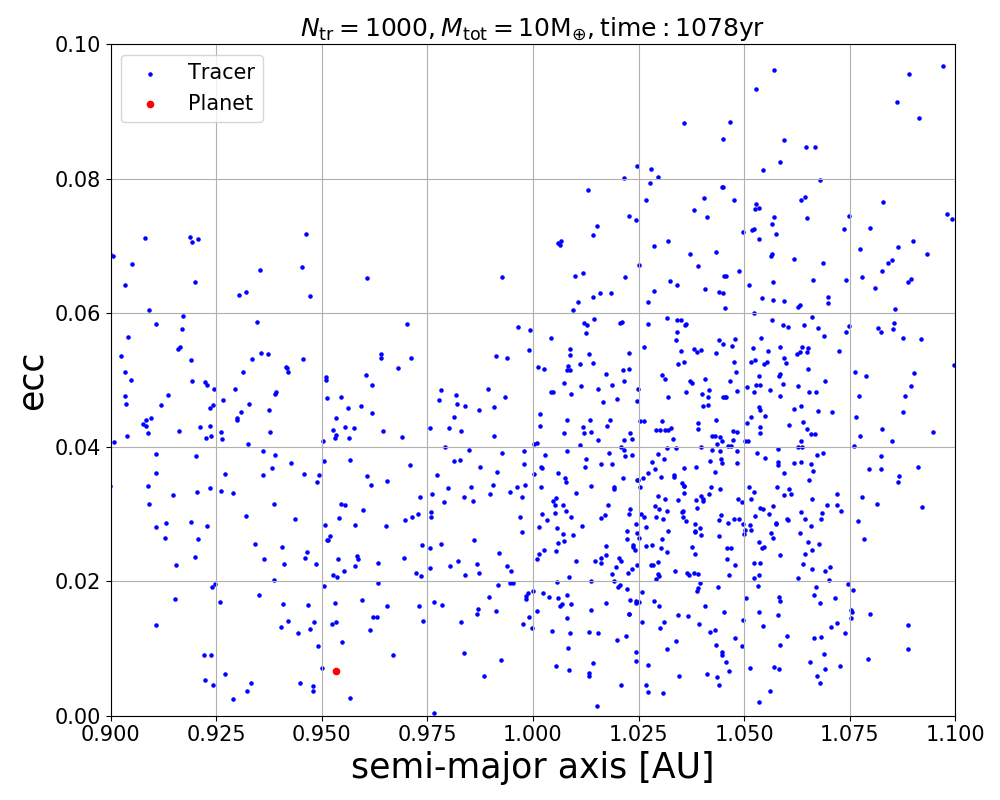 N_tr = 1000, M_tot = 10M_⊕, time : 1078yr
Tracer
Planet
ecc
0.10
0.08
0.06
0.04
0.02
0.00
0.900 0.925 0.950 0.975 1.000 1.025 1.050 1.075 1.100
semi-major axis [AU]